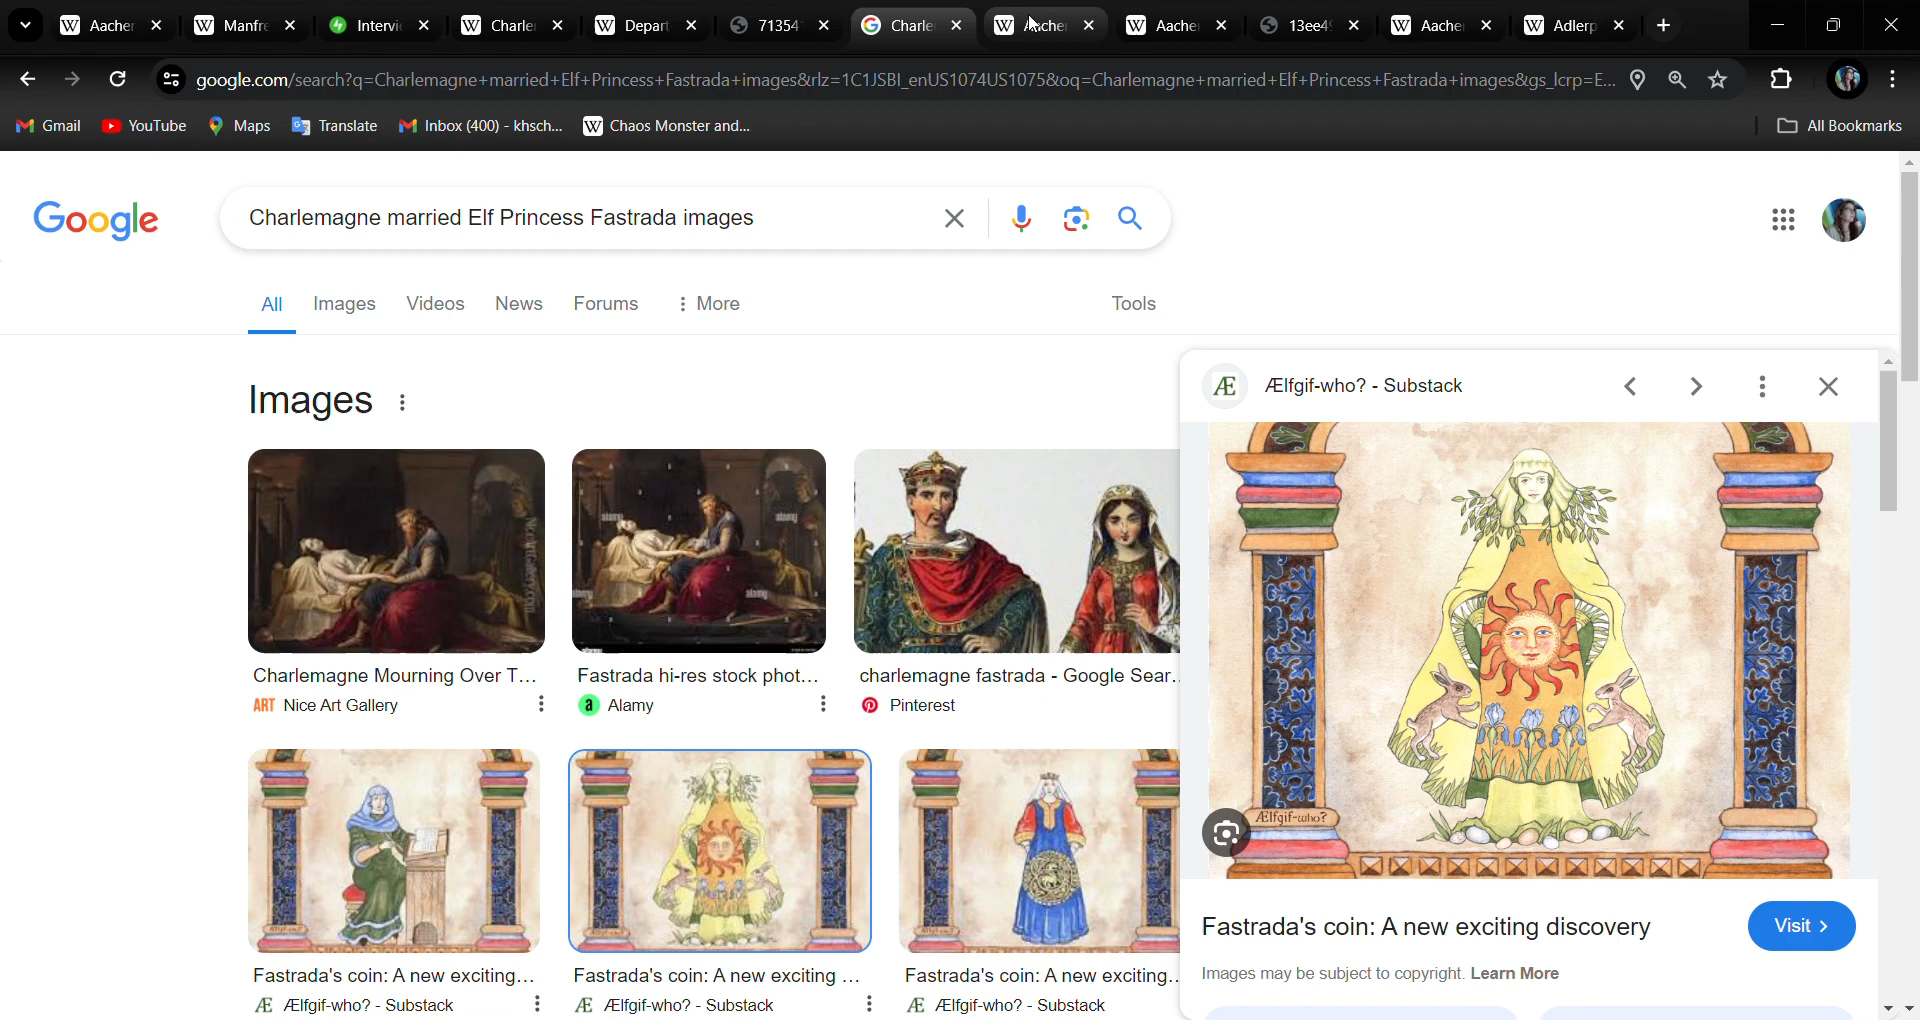 Aacher
Manfre
Intervie
Charle
Depart
71354
Charle
Aacher
Aache
13ee4
Aache
Adlerp
google.com/search?q=Charlemagne+married+Elf+Princess+Fastrada+images&rlz=1C1JSBI_enUS1074US1075&oq=Charlemagne+married+Elf+Princess+Fastrada+images&gs_lcrp=E...
Gmail
YouTube
Maps
Translate
Inbox (400) - khsch...
Chaos Monster and...
All Bookmarks
Google
Charlemagne married Elf Princess Fastrada images
All
Images
Videos
News
Forums
More
Tools
Images
Æ Ælfgif-who? - Substack
Ælfgif-who?
Charlemagne Mourning Over T...
ART Nice Art Gallery
Fastrada hi-res stock phot...
a Alamy
charlemagne fastrada - Google Sear...
Pinterest
Fastrada's coin: A new exciting...
Æ Ælfgif-who? - Substack
Fastrada's coin: A new exciting ...
Æ Ælfgif-who? - Substack
Fastrada's coin: A new exciting...
Æ Ælfgif-who? - Substack
Fastrada's coin: A new exciting discovery
Visit
Images may be subject to copyright. Learn More